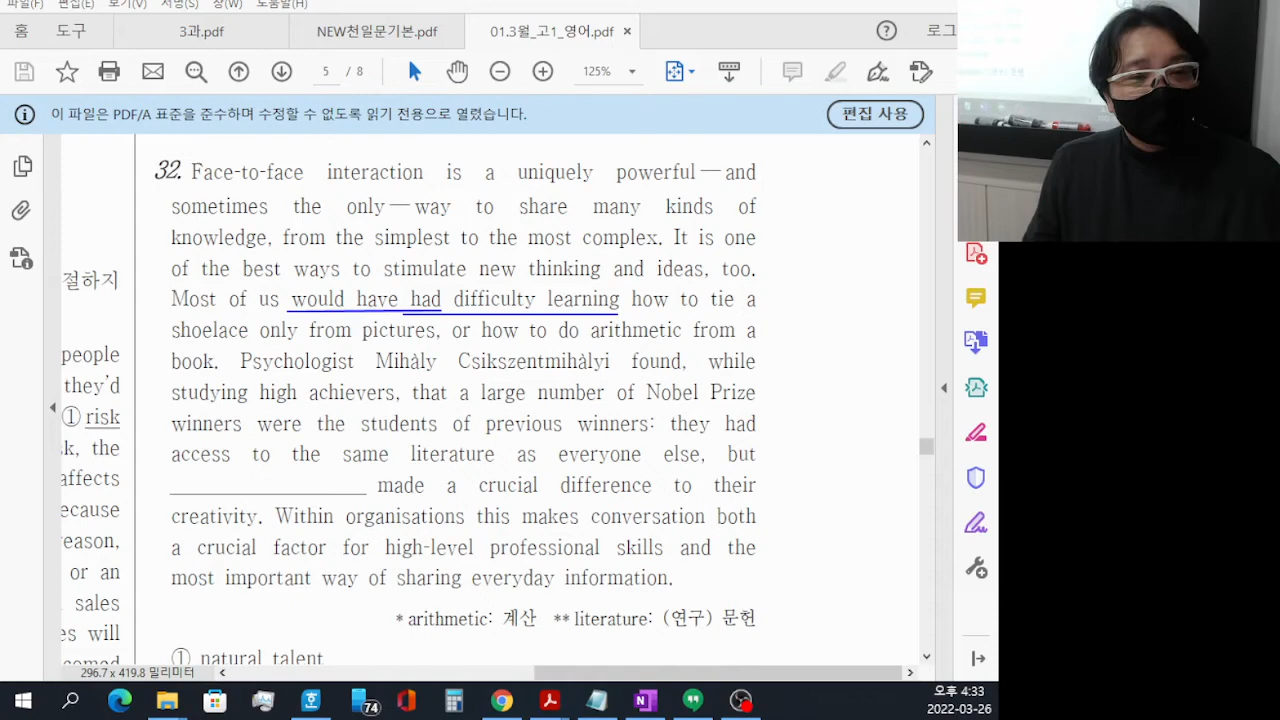 파일(F) 편집(E) 보기(V) 서명(S) 창(W) 도움말(H)
홈 도구 3과.pdf NEW천일문기본.pdf 01.3월_고1_영어.pdf × 로그
5 / 8 125%
이 파일은 PDF/A 표준을 준수하며 수정할 수 없도록 읽기 전용으로 열렸습니다. 편집 사용
절하지
people
they'd
① risk
k, the
affects
ecause
reason,
or an
sales
es will
32. Face-to-face interaction is a uniquely powerful—and
sometimes the only—way to share many kinds of
knowledge, from the simplest to the most complex. It is one
of the best ways to stimulate new thinking and ideas, too.
Most of us would have had difficulty learning how to tie a
shoelace only from pictures, or how to do arithmetic from a
book. Psychologist Mihàly Csikszentmihàlyi found, while
studying high achievers, that a large number of Nobel Prize
winners were the students of previous winners: they had
access to the same literature as everyone else, but
____________________ made a crucial difference to their
creativity. Within organisations this makes conversation both
a crucial factor for high-level professional skills and the
most important way of sharing everyday information.
* arithmetic: 계산 ** literature: (연구) 문헌
① natural talent
296.7 x 419.8 밀리미터
74
오후 4:33
2022-03-26